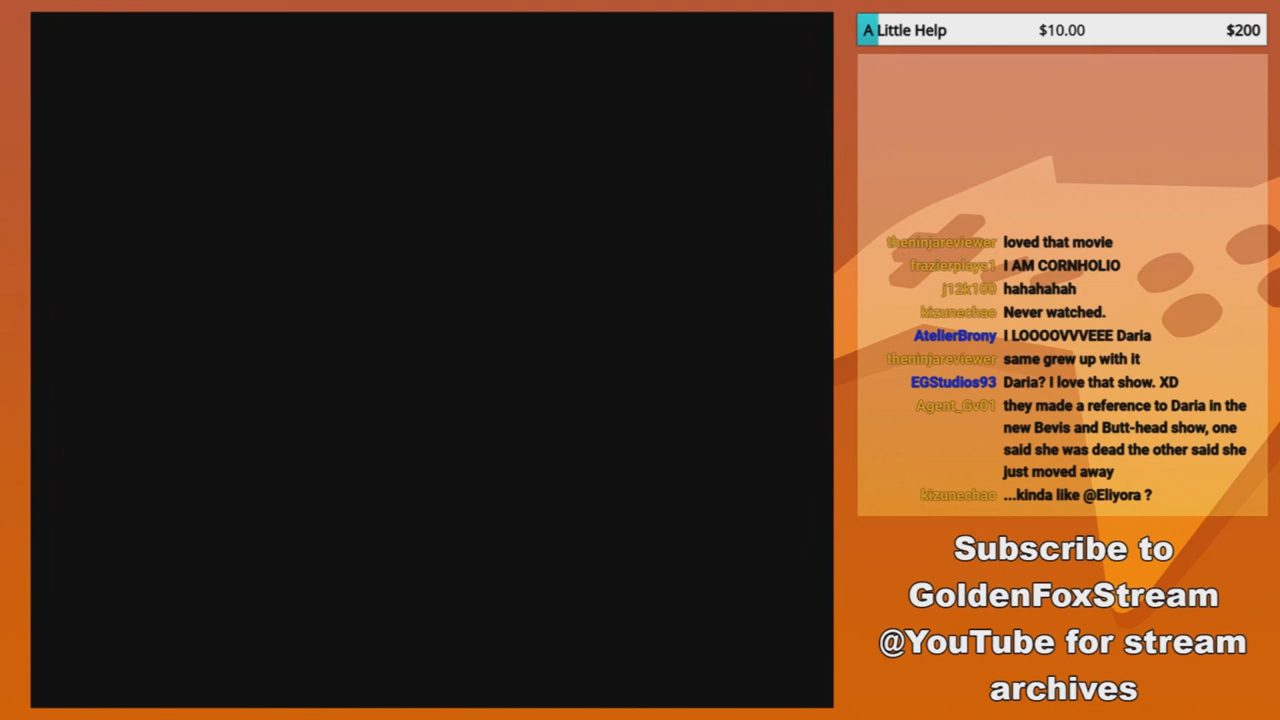 A Little Help $10.00 $200
theninjareviewer loved that movie
frazierplays1 I AM CORNHOLIO
j12k100 hahahahah
kizunechao Never watched.
AtelierBrony I LOOOOVVVEEE Daria
theninjareviewer same grew up with it
EGStudios93 Daria? I love that show. XD
Agent_Gv01 they made a reference to Daria in the
new Bevis and Butt-head show, one
said she was dead the other said she
just moved away
kizunechao ...kinda like @Eliyora ?
Subscribe to
GoldenFoxStream
@YouTube for stream
archives